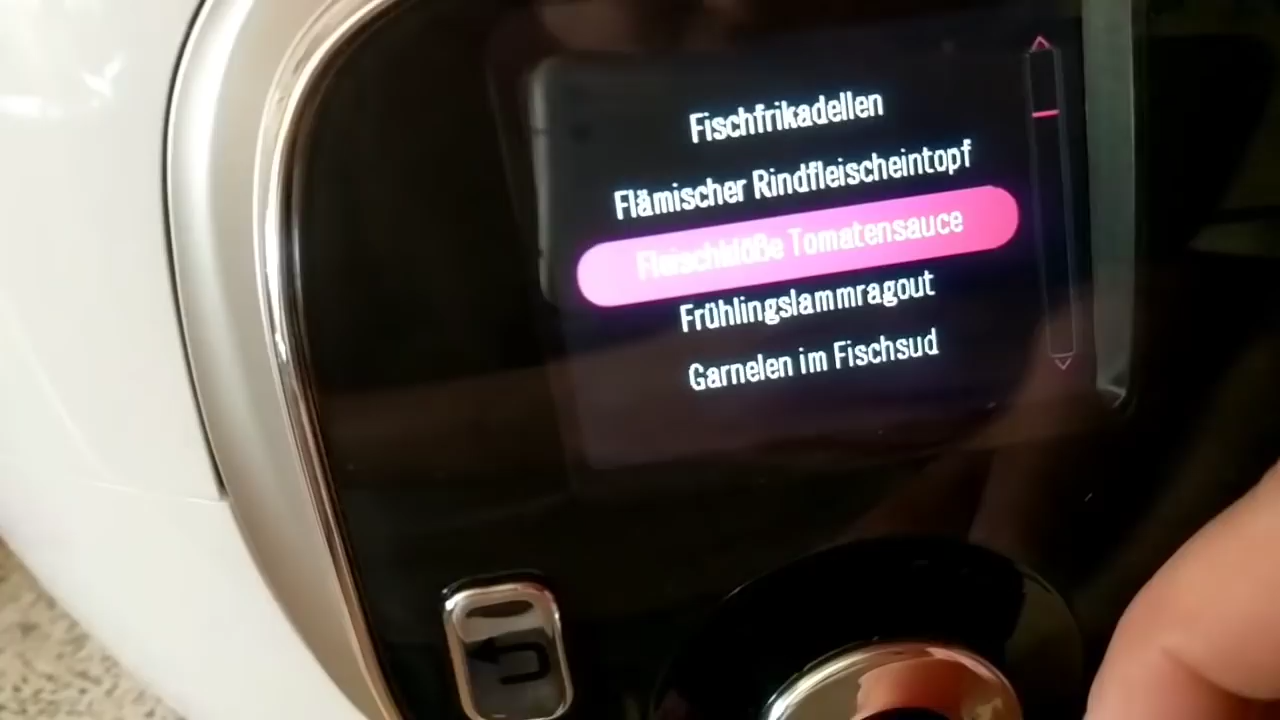 Fischfrikadellen
Flämischer Rindfleischeintopf
Fleischklöße Tomatensauce
Frühlingslammragout
Garnelen im Fischsud